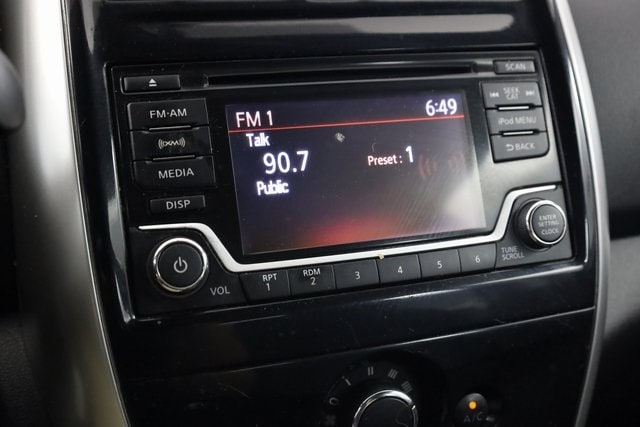 SCAN
FM·AM
SEEK
CAT
(XM)
iPod MENU
MEDIA
BACK
DISP
FM 1 6:49
Talk
90.7 Preset : 1
Public
ENTER
SETTING
CLOCK
TUNE
SCROLL
VOL
RPT
1
RDM
2
3
4
5
6
A/C